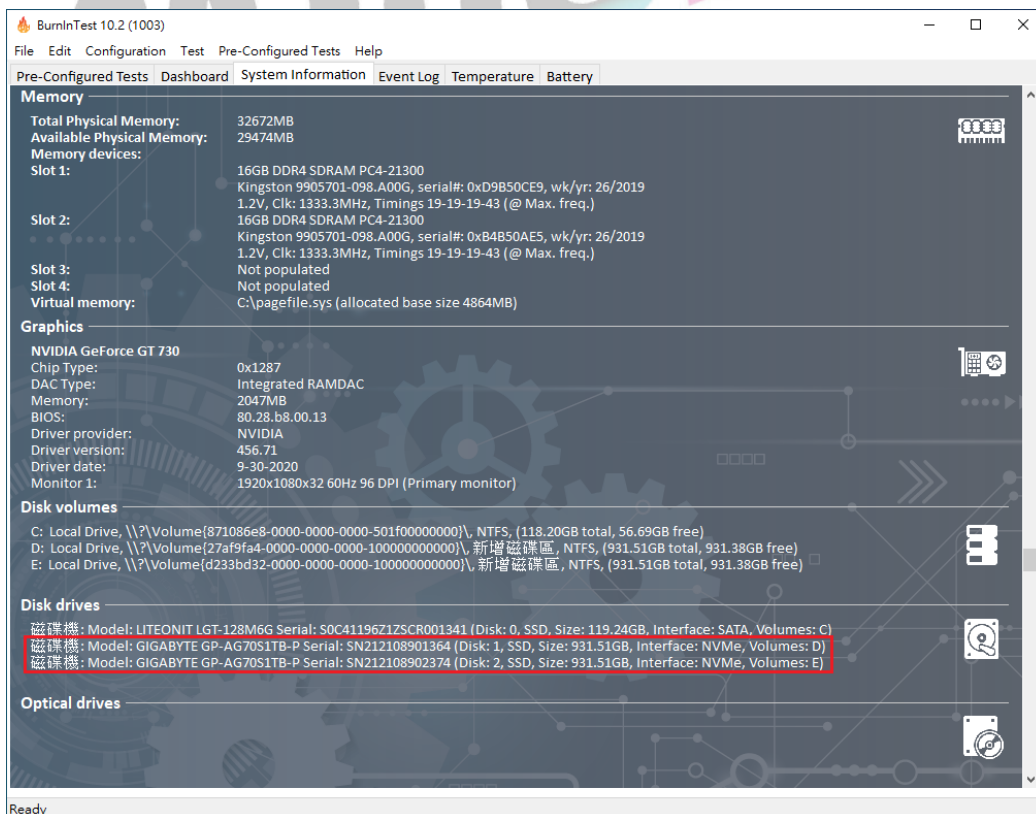 BurnInTest 10.2 (1003)
File Edit Configuration Test Pre-Configured Tests Help
Pre-Configured Tests Dashboard System Information Event Log Temperature Battery
Memory
Total Physical Memory: 32672MB
Available Physical Memory: 29474MB
Memory devices:
Slot 1: 16GB DDR4 SDRAM PC4-21300
Kingston 9905701-098.A00G, serial#: 0xD9B50CE9, wk/yr: 26/2019
1.2V, Clk: 1333.3MHz, Timings 19-19-19-43 (@ Max. freq.)
Slot 2: 16GB DDR4 SDRAM PC4-21300
Kingston 9905701-098.A00G, serial#: 0xB4B50AE5, wk/yr: 26/2019
1.2V, Clk: 1333.3MHz, Timings 19-19-19-43 (@ Max. freq.)
Slot 3: Not populated
Slot 4: Not populated
Virtual memory: C:\pagefile.sys (allocated base size 4864MB)
Graphics
NVIDIA GeForce GT 730
Chip Type: 0x1287
DAC Type: Integrated RAMDAC
Memory: 2047MB
BIOS: 80.28.b8.00.13
Driver provider: NVIDIA
Driver version: 456.71
Driver date: 9-30-2020
Monitor 1: 1920x1080x32 60Hz 96 DPI (Primary monitor)
Disk volumes
C: Local Drive, \\?\Volume{871086e8-0000-0000-0000-501f00000000}\, NTFS, (118.20GB total, 56.69GB free)
D: Local Drive, \\?\Volume{27af9fa4-0000-0000-0000-100000000000}\, 新增磁碟區, NTFS, (931.51GB total, 931.38GB free)
E: Local Drive, \\?\Volume{d233bd32-0000-0000-0000-100000000000}\, 新增磁碟區, NTFS, (931.51GB total, 931.38GB free)
Disk drives
磁碟機: Model: LITEONIT LGT-128M6G Serial: S0C41196Z1ZSCR001341 (Disk: 0, SSD, Size: 119.24GB, Interface: SATA, Volumes: C)
磁碟機: Model: GIGABYTE GP-AG70S1TB-P Serial: SN212108901364 (Disk: 1, SSD, Size: 931.51GB, Interface: NVMe, Volumes: D)
磁碟機: Model: GIGABYTE GP-AG70S1TB-P Serial: SN212108902374 (Disk: 2, SSD, Size: 931.51GB, Interface: NVMe, Volumes: E)
Optical drives
Ready